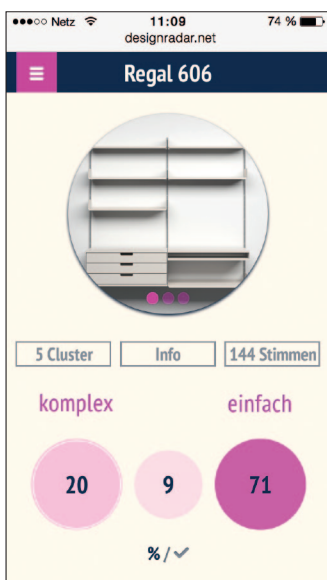 ●●●○○ Netz 11:09 74 %
designradar.net
Regal 606
5 Cluster Info 144 Stimmen
komplex einfach
20 9 71
% / ✓